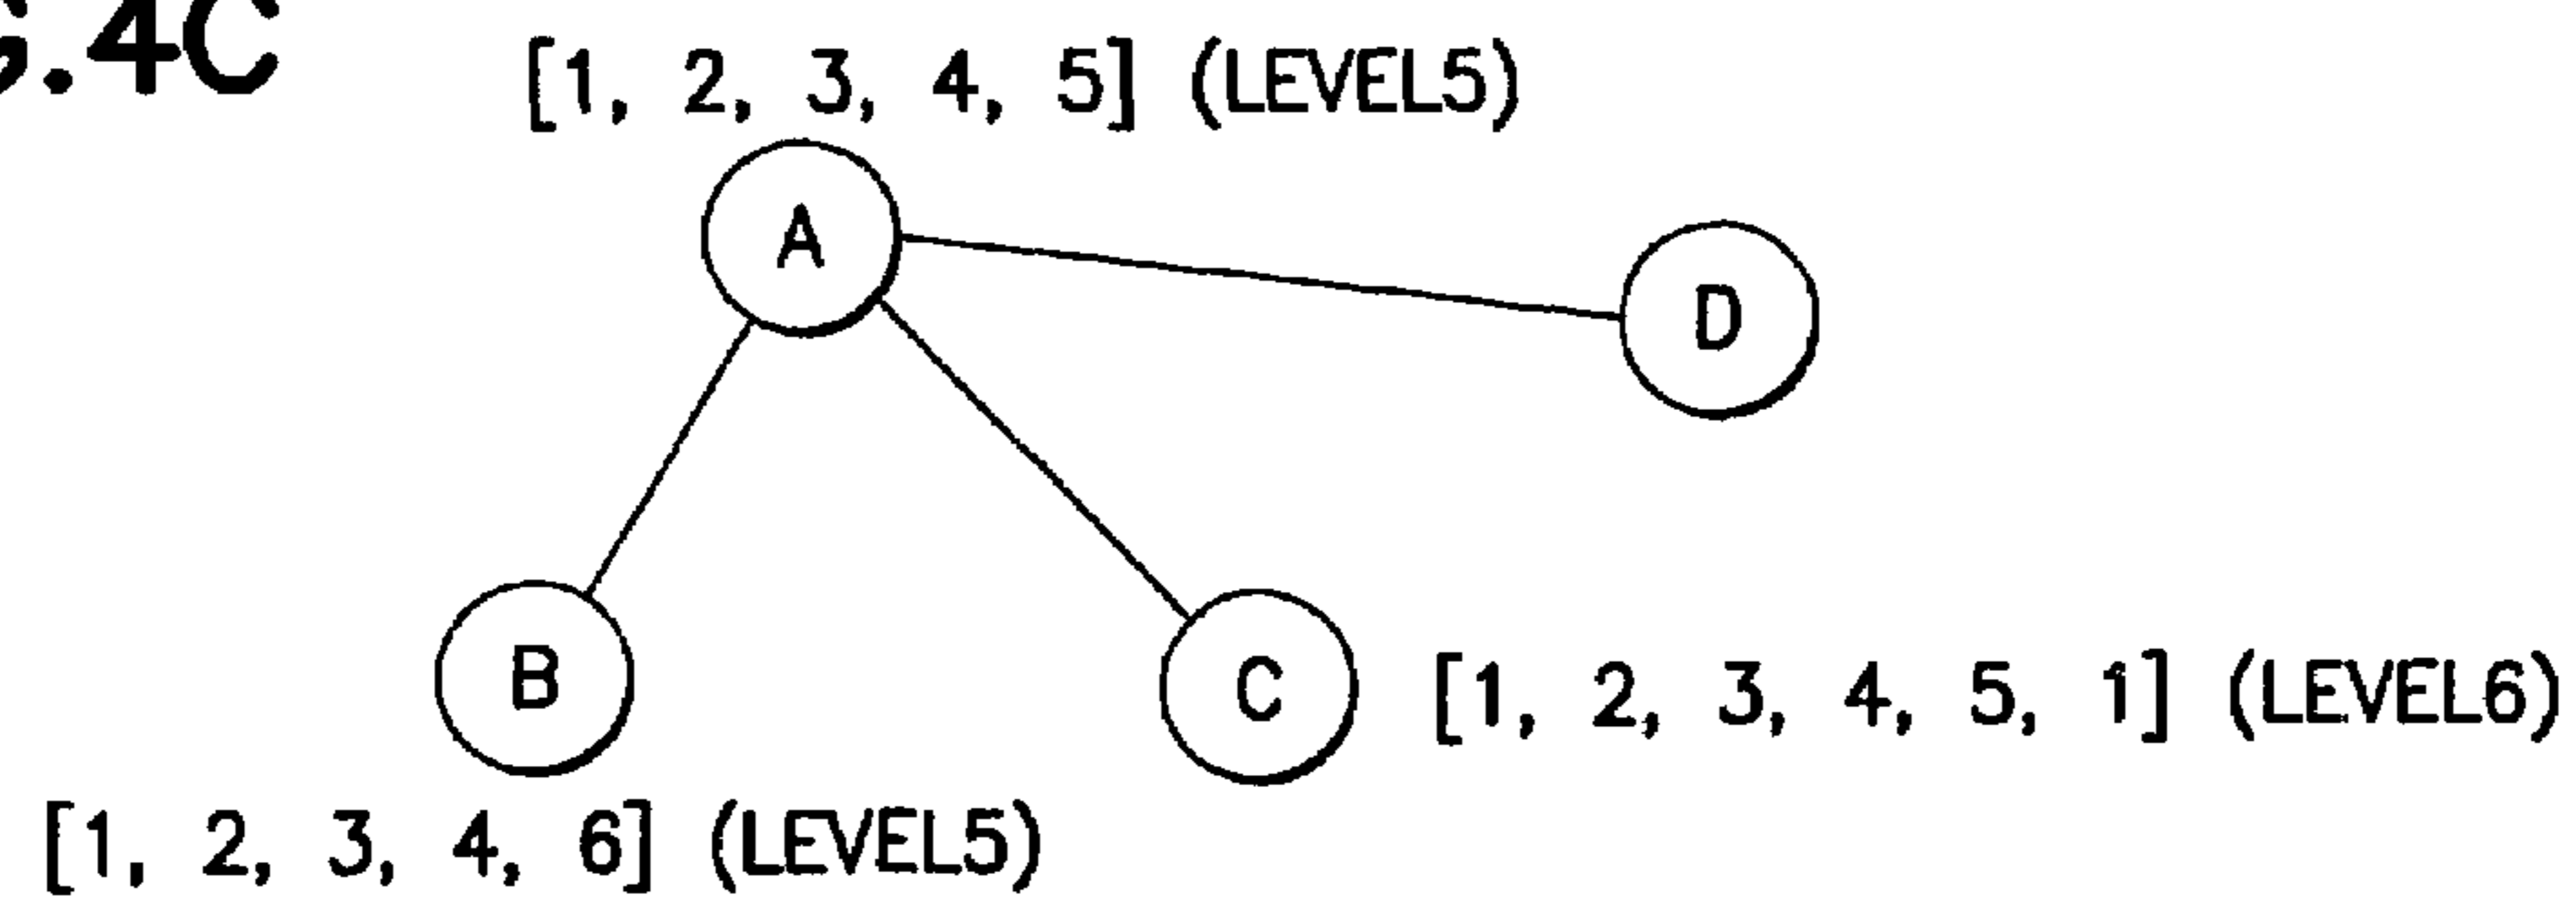 .4C
[1, 2, 3, 4, 5] (LEVEL5)
A
D
B
C
[1, 2, 3, 4, 5, 1] (LEVEL6)
[1, 2, 3, 4, 6] (LEVEL5)